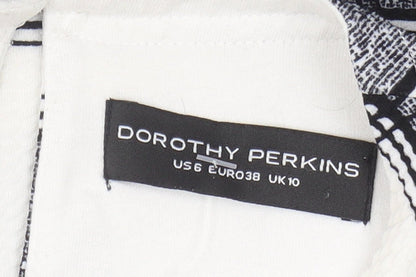 DOROTHY PERKINS
US6 EURO38 UK10